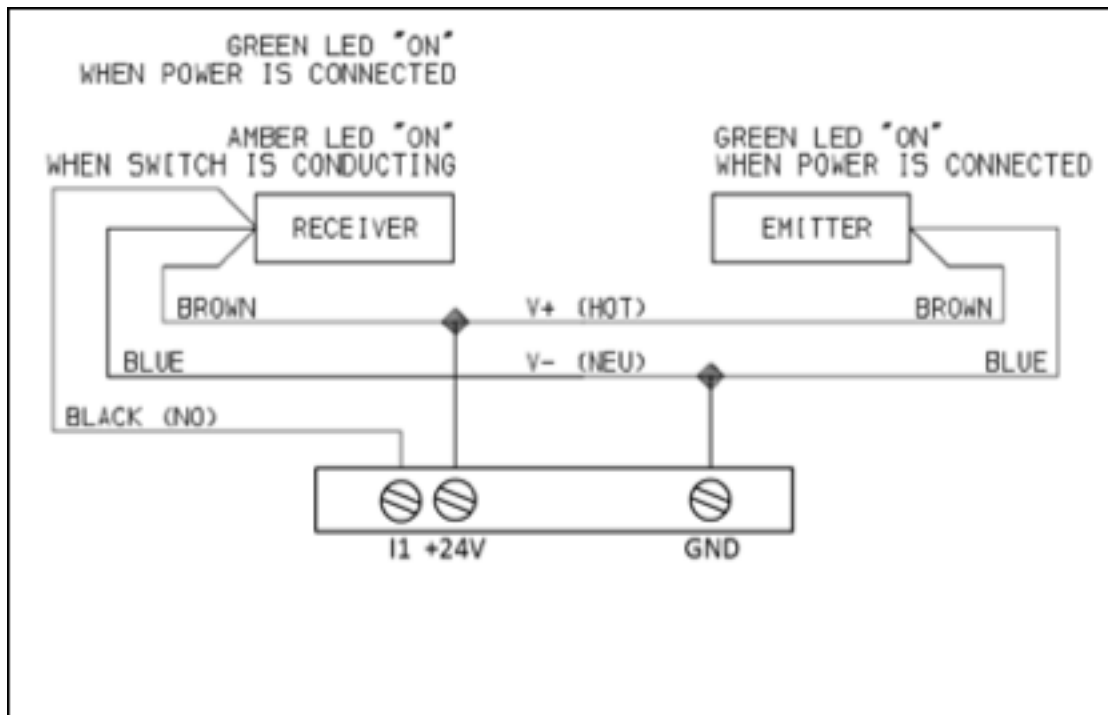 GREEN LED "ON"
WHEN POWER IS CONNECTED
AMBER LED "ON"
WHEN SWITCH IS CONDUCTING
GREEN LED "ON"
WHEN POWER IS CONNECTED
RECEIVER
EMITTER
BROWN
V+ (HOT)
BROWN
BLUE
V- (NEU)
BLUE
BLACK (NO)
I1 +24V
GND